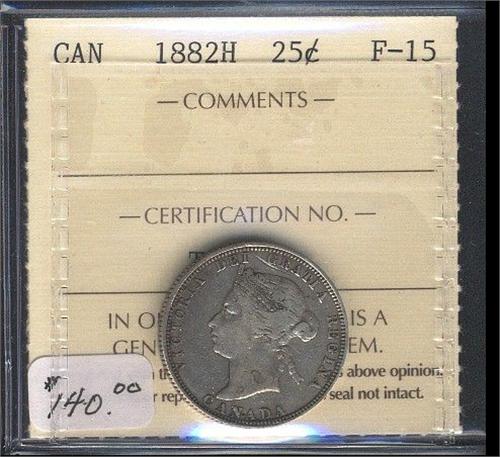 CAN 1882H 25¢ F-15
— COMMENTS —
— CERTIFICATION NO. —
VICTORIA DEI GRATIA REGINA
CANADA
IN IS A
GEN EM.
above opinion.
seal not intact.
140.00